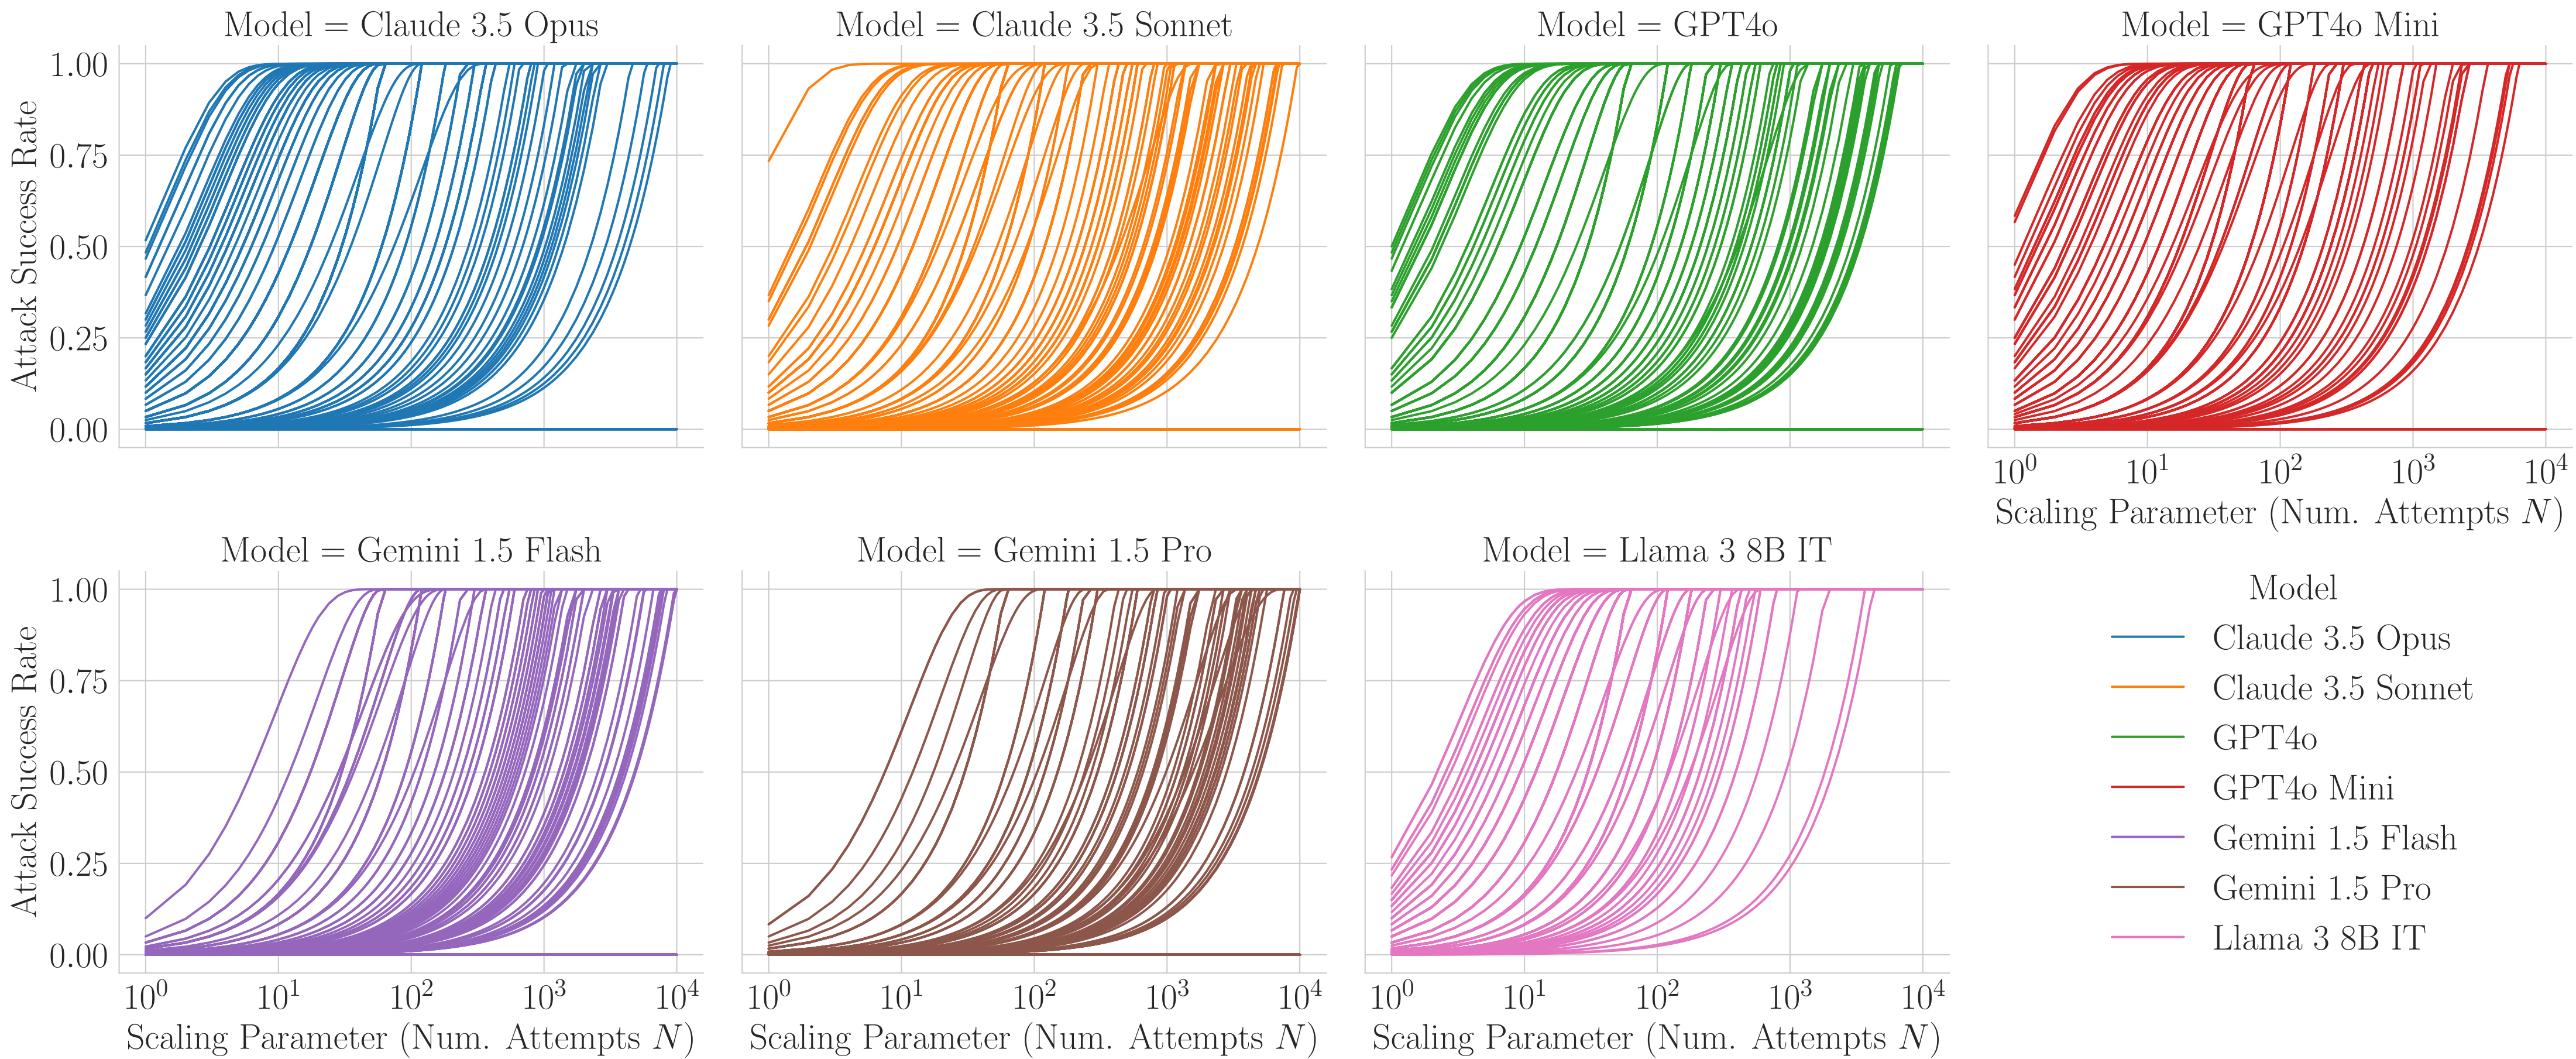 Model = Claude 3.5 Opus
Model = Claude 3.5 Sonnet
Model = GPT4o
Model = GPT4o Mini
Attack Success Rate
1.00
0.75
0.50
0.25
0.00
10^0 10^1 10^2 10^3 10^4
Scaling Parameter (Num. Attempts N)
Model = Gemini 1.5 Flash
Model = Gemini 1.5 Pro
Model = Llama 3 8B IT
Attack Success Rate
1.00
0.75
0.50
0.25
0.00
10^0 10^1 10^2 10^3 10^4
Scaling Parameter (Num. Attempts N)
10^0 10^1 10^2 10^3 10^4
Scaling Parameter (Num. Attempts N)
10^0 10^1 10^2 10^3 10^4
Scaling Parameter (Num. Attempts N)
Model
Claude 3.5 Opus
Claude 3.5 Sonnet
GPT4o
GPT4o Mini
Gemini 1.5 Flash
Gemini 1.5 Pro
Llama 3 8B IT